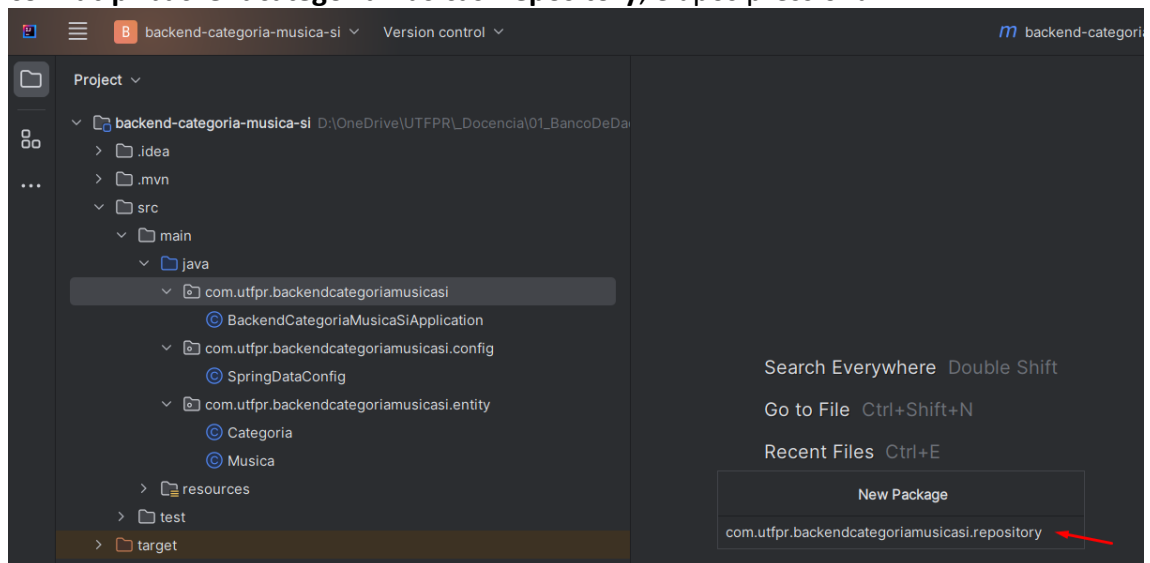 B backend-categoria-musica-si Version control m backend-categori
Project
backend-categoria-musica-si D:\OneDrive\UTFPR\_Docencia\01_BancoDeDa
.idea
.mvn
src
main
java
com.utfpr.backendcategoriamusicasi
BackendCategoriaMusicaSiApplication
com.utfpr.backendcategoriamusicasi.config
SpringDataConfig
Search Everywhere Double Shift
com.utfpr.backendcategoriamusicasi.entity
Go to File Ctrl+Shift+N
Categoria
Musica
Recent Files Ctrl+E
resources
New Package
test
com.utfpr.backendcategoriamusicasi.repository
target